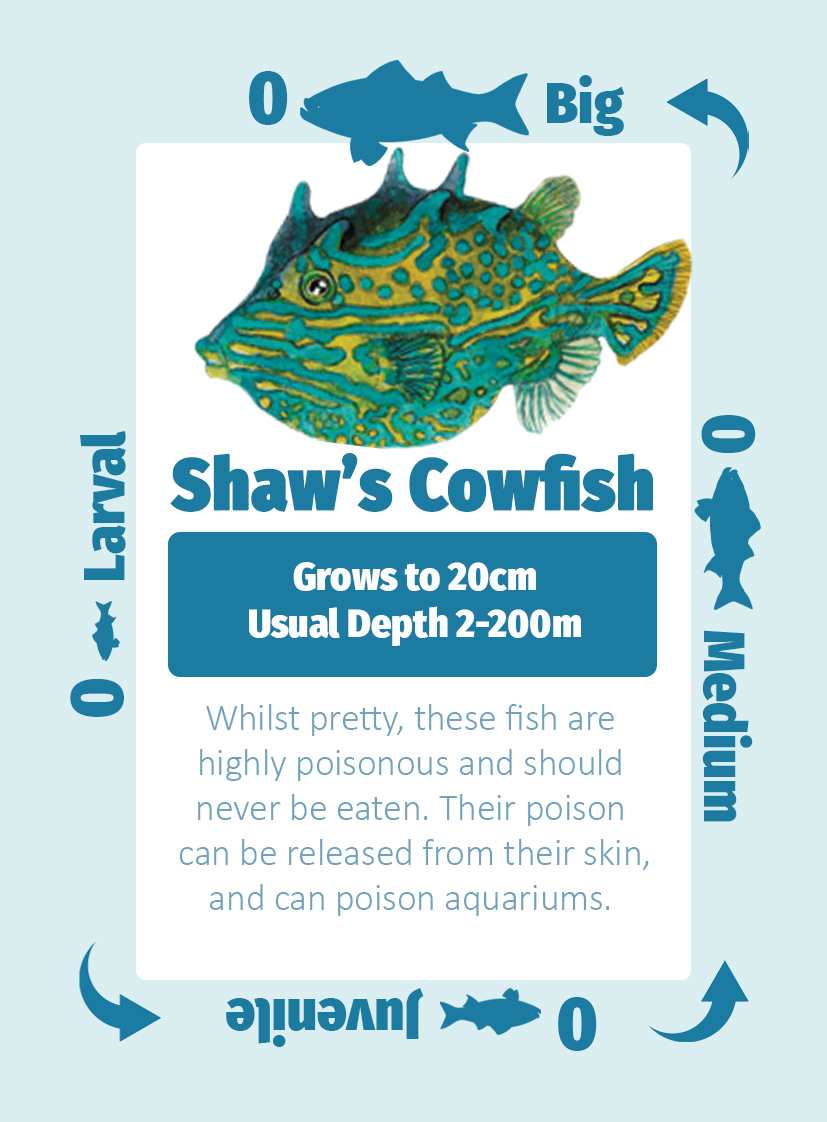 0 Big
Shaw's Cowfish
Grows to 20cm
Usual Depth 2-200m
Whilst pretty, these fish are
highly poisonous and should
never be eaten. Their poison
can be released from their skin,
and can poison aquariums.
0 Larval
0 Medium
0 Juvenile